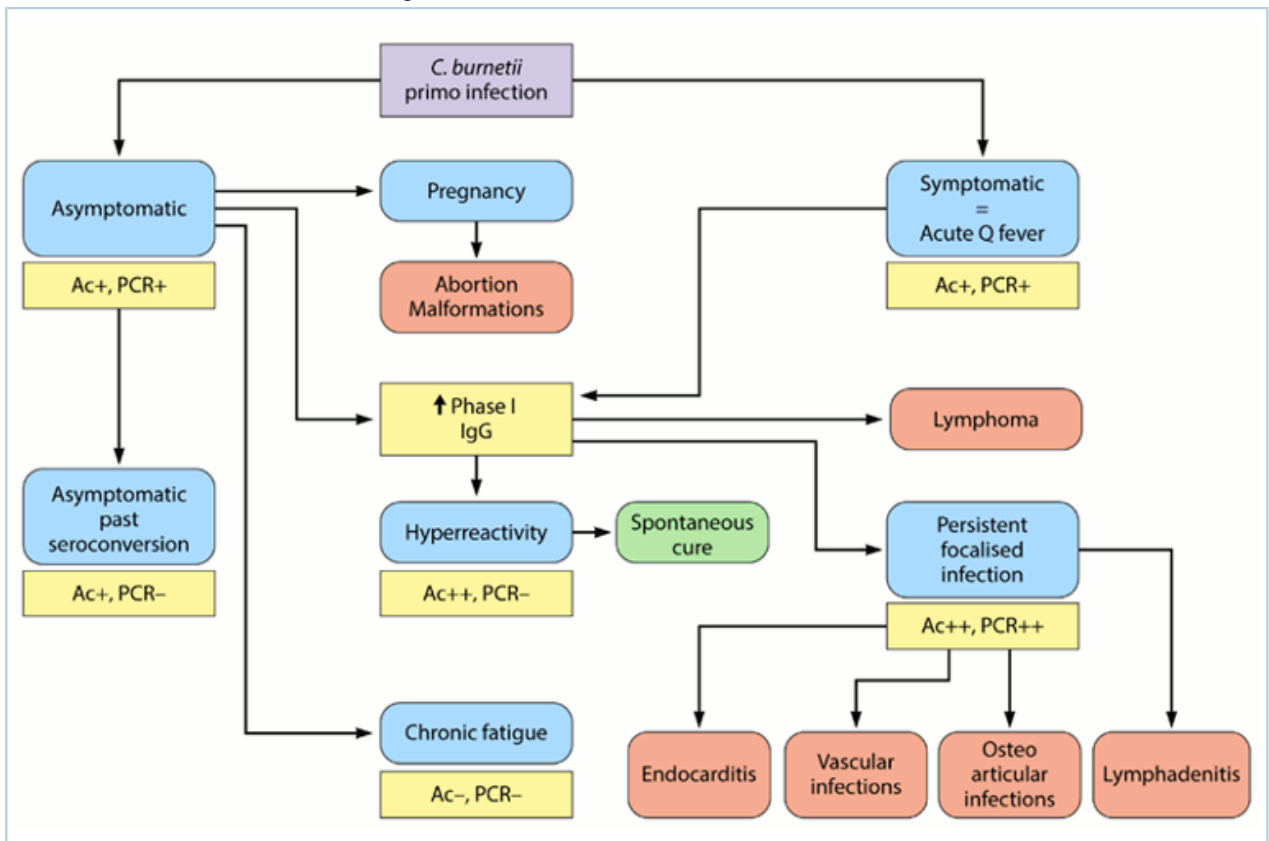 C. burnetii
primo infection
Asymptomatic
Ac+, PCR+
Pregnancy
Abortion
Malformations
Symptomatic
=
Acute Q fever
Ac+, PCR+
↑ Phase I
IgG
Lymphoma
Asymptomatic
past
seroconversion
Ac+, PCR–
Hyperreactivity
Ac++, PCR–
Spontaneous
cure
Persistent
focalised
infection
Ac++, PCR++
Chronic fatigue
Ac–, PCR–
Endocarditis
Vascular
infections
Osteo
articular
infections
Lymphadenitis